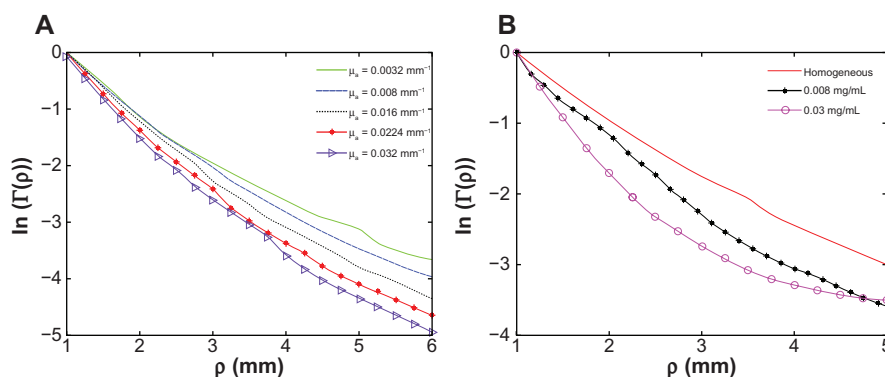 A
ln (Γ(ρ))
0
−1
−2
−3
−4
−5
1
2
3
4
5
6
ρ (mm)
μa = 0.0032 mm⁻¹
μa = 0.008 mm⁻¹
μa = 0.016 mm⁻¹
μa = 0.0224 mm⁻¹
μa = 0.032 mm⁻¹
B
ln (Γ(ρ))
0
−1
−2
−3
−4
1
2
3
4
5
ρ (mm)
Homogeneous
0.008 mg/mL
0.03 mg/mL